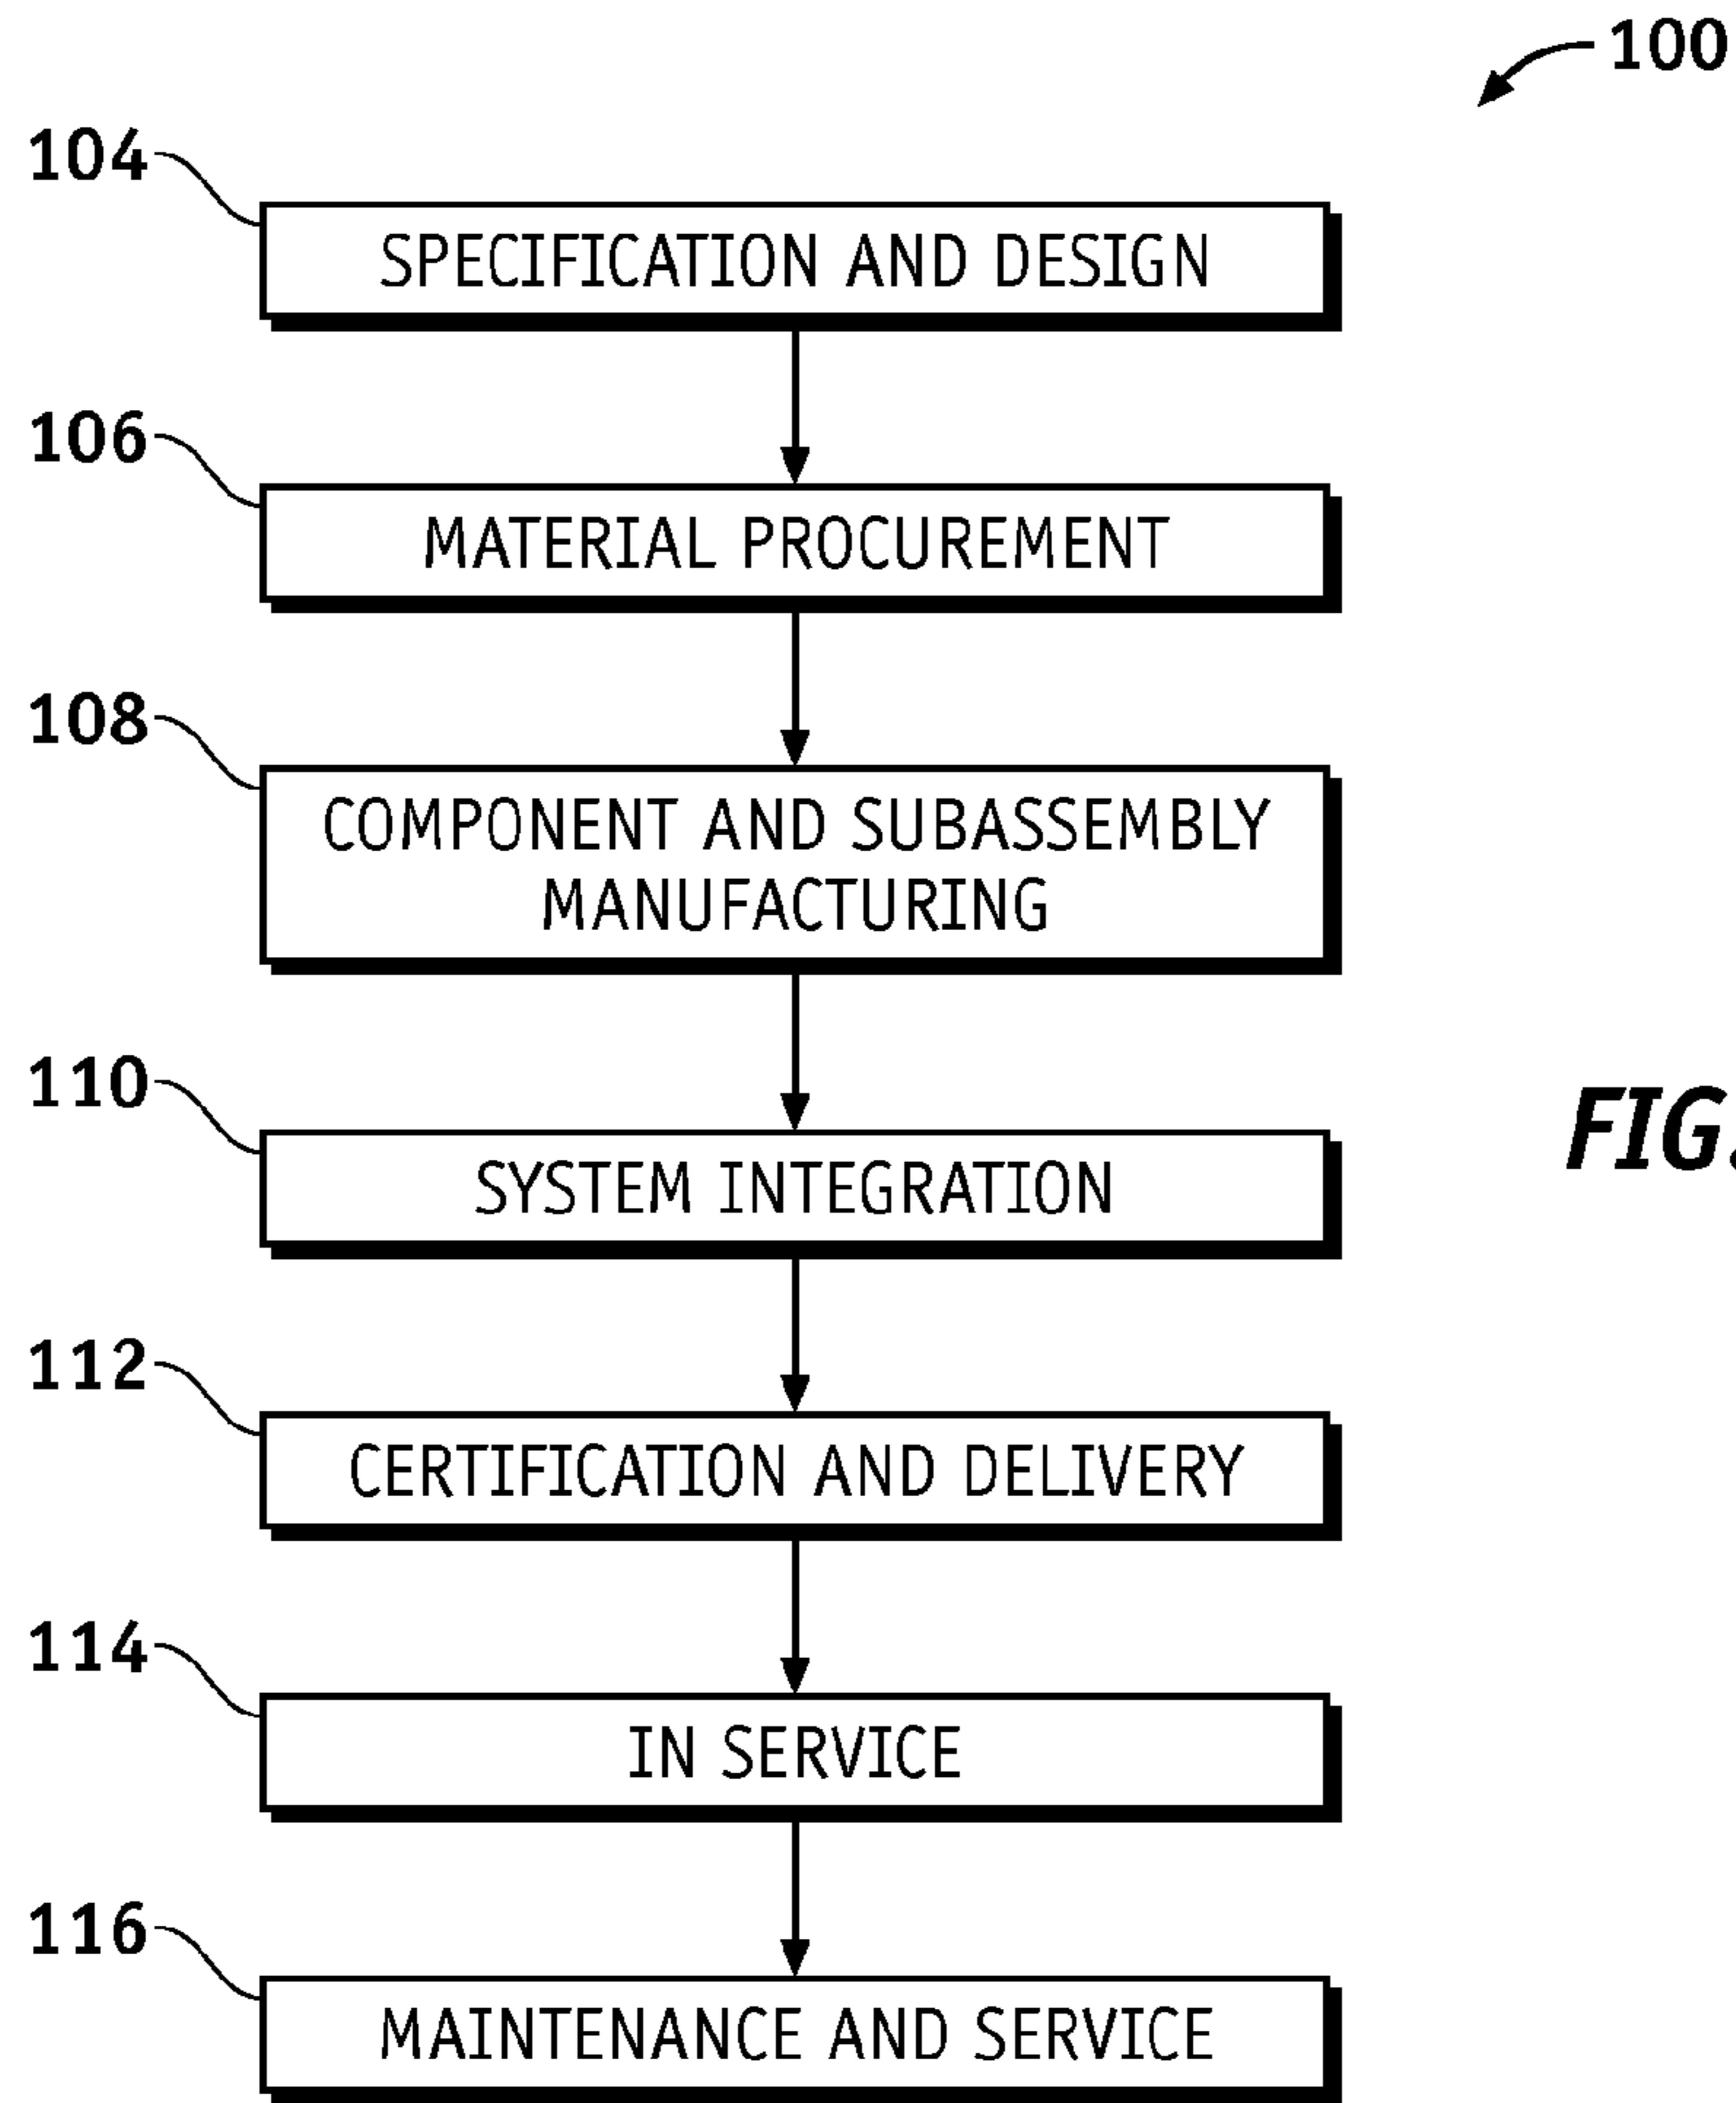 100
104
SPECIFICATION AND DESIGN
106
MATERIAL PROCUREMENT
108
COMPONENT AND SUBASSEMBLY
MANUFACTURING
110
SYSTEM INTEGRATION
FIG.
112
CERTIFICATION AND DELIVERY
114
IN SERVICE
116
MAINTENANCE AND SERVICE